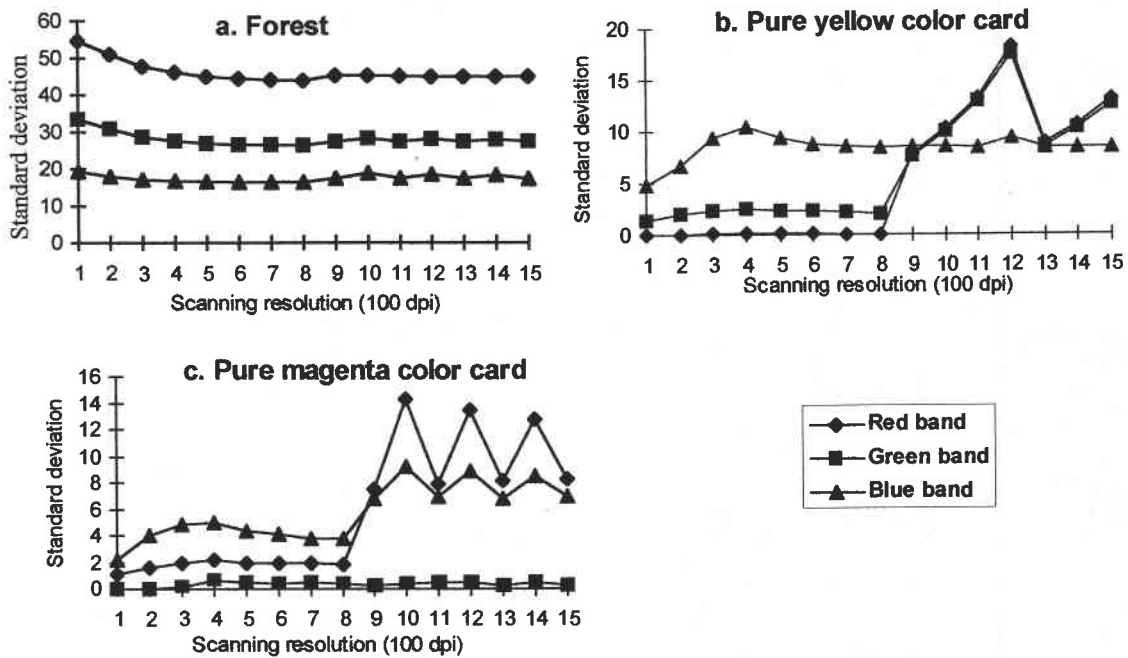 a. Forest
Standard deviation
60
50
40
30
20
10
0
1 2 3 4 5 6 7 8 9 10 11 12 13 14 15
Scanning resolution (100 dpi)
b. Pure yellow color card
Standard deviation
20
15
10
5
0
1 2 3 4 5 6 7 8 9 10 11 12 13 14 15
Scanning resolution (100 dpi)
c. Pure magenta color card
Standard deviation
16
14
12
10
8
6
4
2
0
1 2 3 4 5 6 7 8 9 10 11 12 13 14 15
Scanning resolution (100 dpi)
Red band
Green band
Blue band